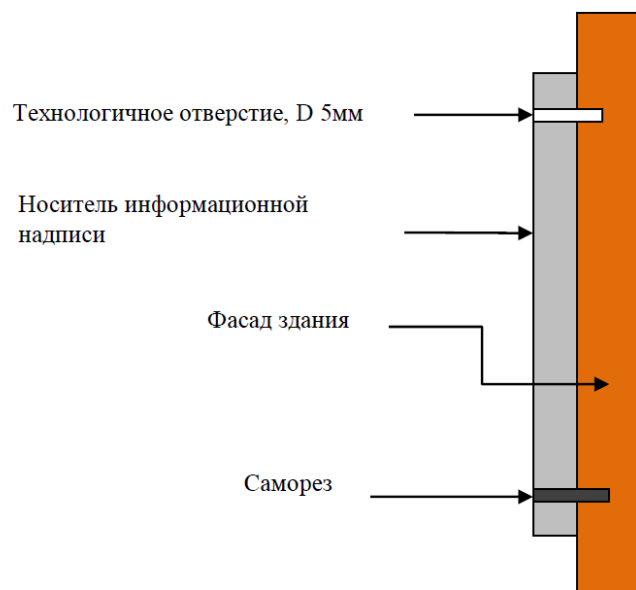 Технологичное отверстие, D 5мм
Носитель информационной
надписи
Фасад здания
Саморез